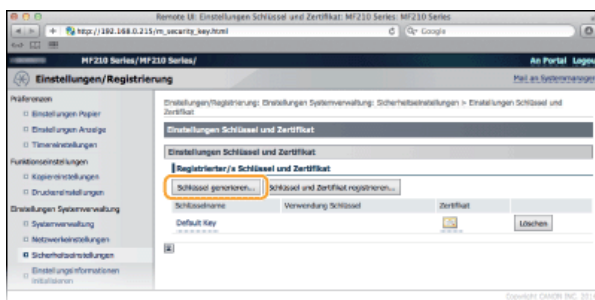 Remote UI: Einstellungen Schlüssel und Zertifikat: MF210 Series: MF210 Series
http://192.168.0.215/m_security_key.html
Google
MF210 Series/MF210 Series/
An Portal Logout
Einstellungen/Registrierung
Mail an Systemmanager
Präferenzen
Einstellungen Papier
Einstellungen Anzeige
Timereinstellungen
Funktionseinstellungen
Kopiereinstellungen
Druckereinstellungen
Einstellungen Systemverwaltung
Systemverwaltung
Netzwerkeinstellungen
Sicherheitseinstellungen
Einstellungsinformationen initialisieren
Einstellungen/Registrierung: Einstellungen Systemverwaltung: Sicherheitseinstellungen > Einstellungen Schlüssel und
Zertifikat
Einstellungen Schlüssel und Zertifikat
Einstellungen Schlüssel und Zertifikat
Registrierter/s Schlüssel und Zertifikat
Schlüssel generieren... Schlüssel und Zertifikat registrieren...
Schlüsselname Verwendung Schlüssel Zertifikat
Default Key Löschen
Copyright CANON INC.